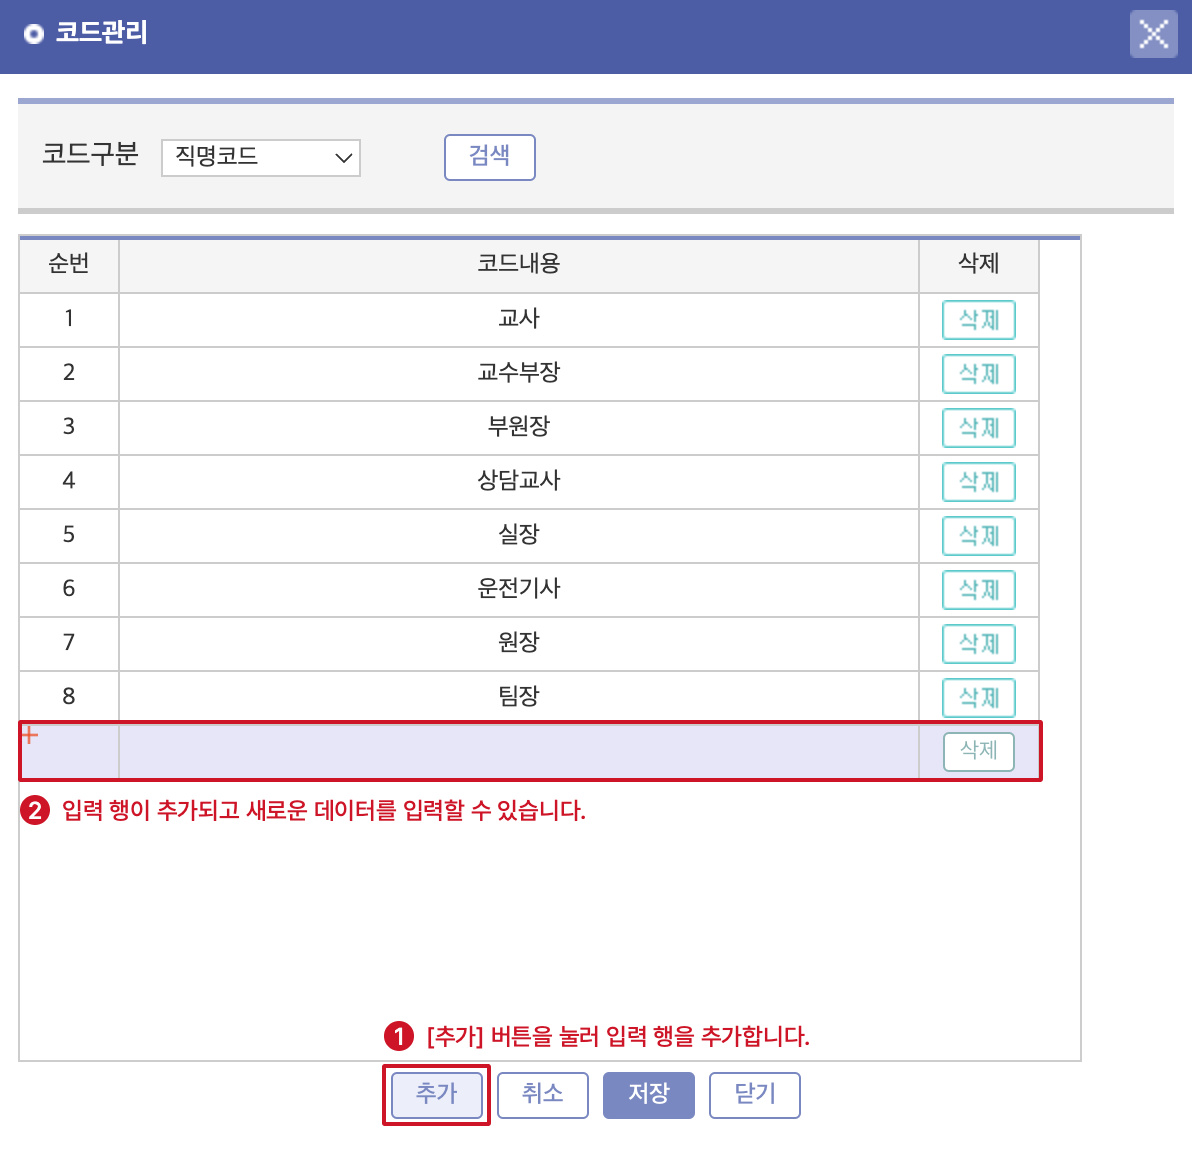 코드관리
코드구분 직명코드 검색
순번 코드내용 삭제
1 교사 삭제
2 교수부장 삭제
3 부원장 삭제
4 상담교사 삭제
5 실장 삭제
6 운전기사 삭제
7 원장 삭제
8 팀장 삭제
삭제
2 입력 행이 추가되고 새로운 데이터를 입력할 수 있습니다.
1 [추가] 버튼을 눌러 입력 행을 추가합니다.
추가 취소 저장 닫기